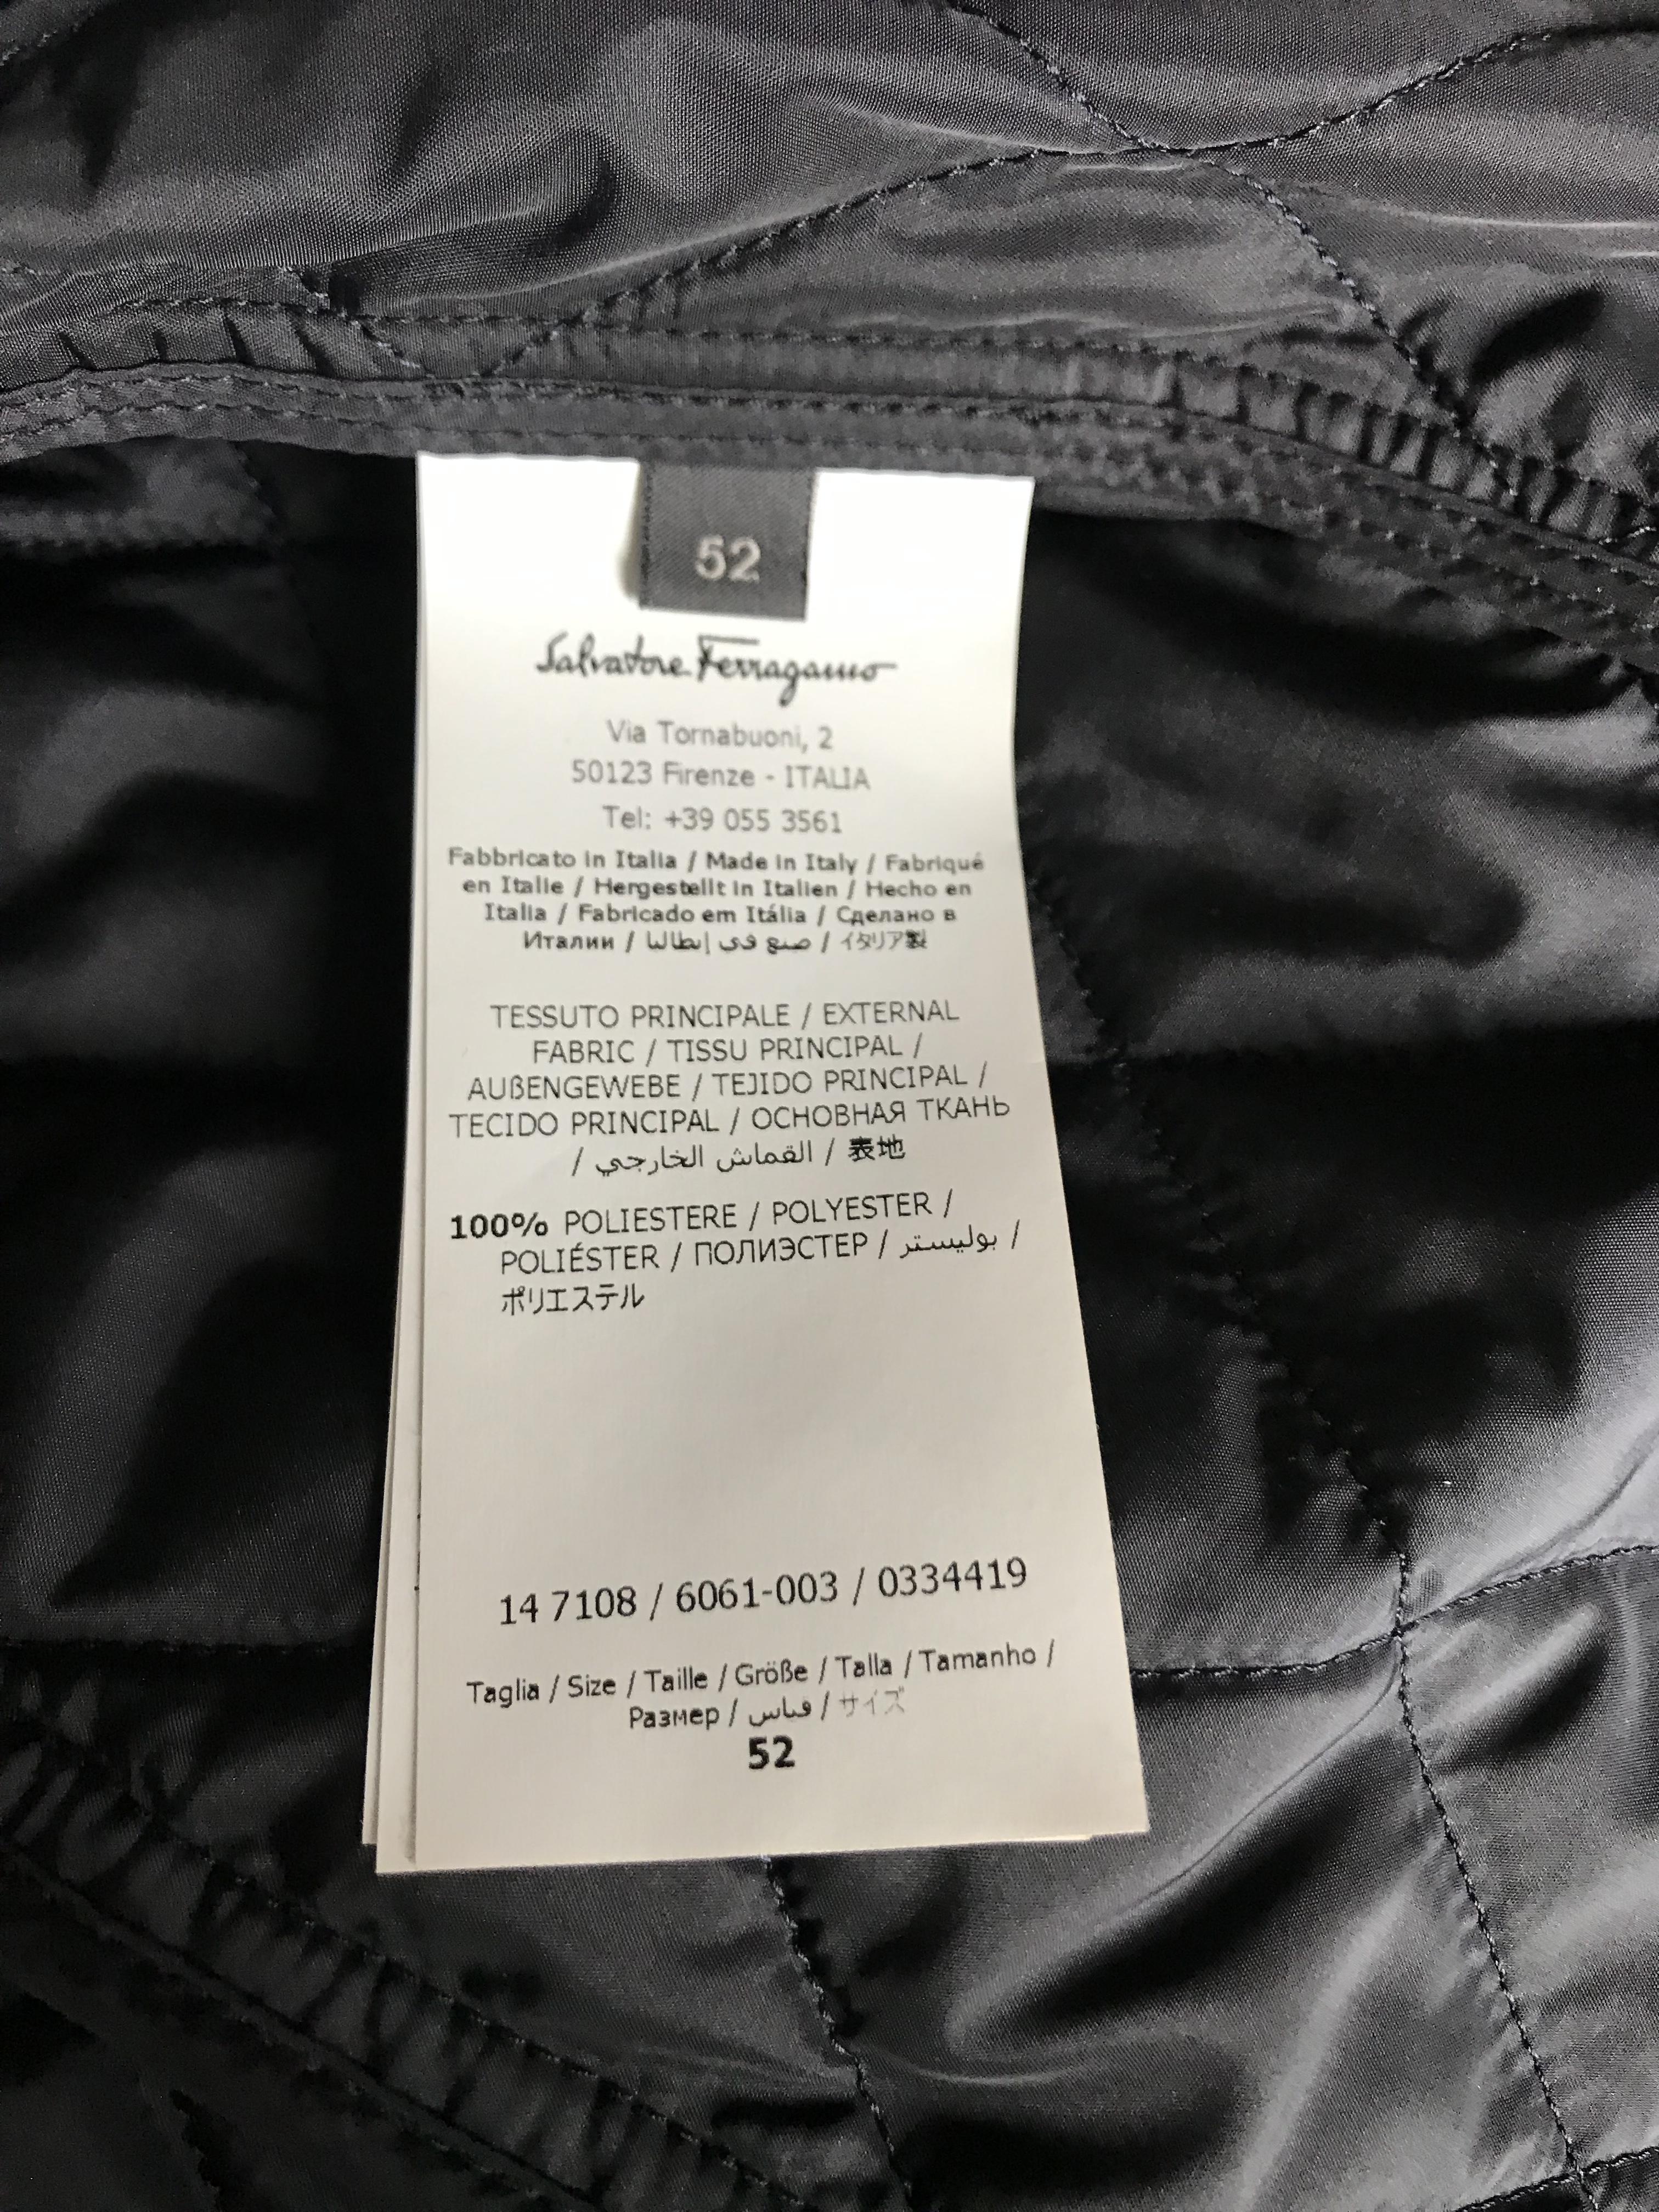 52
Salvatore Ferragamo
Via Tornabuoni, 2
50123 Firenze - ITALIA
Tel: +39 055 3561
Fabbricato in Italia / Made in Italy / Fabriqué
en Italie / Hergestellt in Italien / Hecho en
Italia / Fabricado em Itália / Сделано в
Италии / صنع في إيطاليا / イタリア製
TESSUTO PRINCIPALE / EXTERNAL
FABRIC / TISSU PRINCIPAL /
AUßENGEWEBE / TEJIDO PRINCIPAL /
TECIDO PRINCIPAL / ОСНОВНАЯ ТКАНЬ
/ القماش الخارجي / 表地
100% POLIESTERE / POLYESTER /
POLIÉSTER / ПОЛИЭСТЕР / بوليستر /
ポリエステル
14 7108 / 6061-003 / 0334419
Taglia / Size / Taille / Größe / Talla / Tamanho /
Размер / قياس / サイズ
52